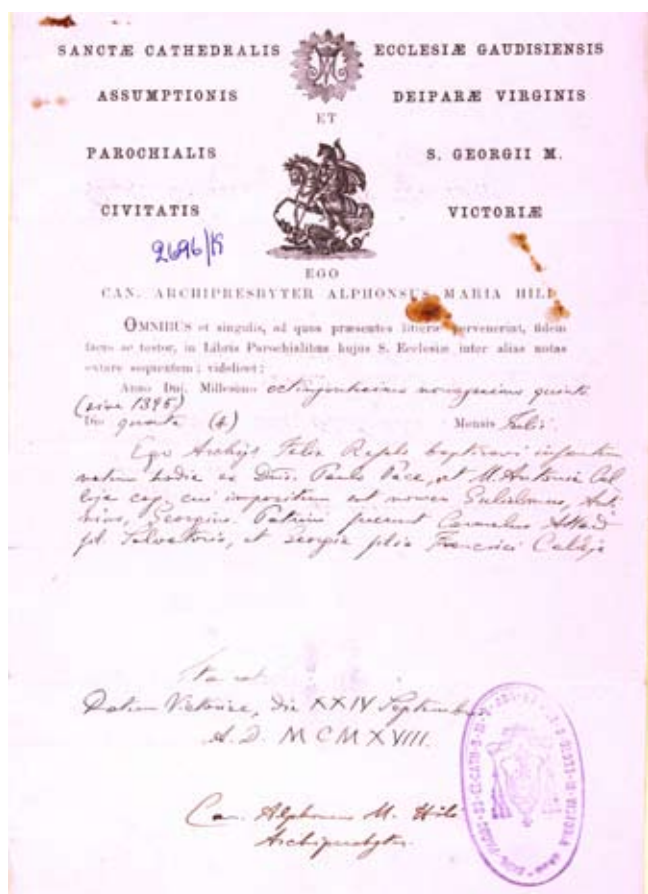 SANCTÆ CATHEDRALIS ECCLESIÆ GAUDISIENSIS
ASSUMPTIONIS DEIPARÆ VIRGINIS
ET
PAROCHIALIS S. GEORGII M.
CIVITATIS VICTORIÆ
2696/19
EGO
CAN. ARCHIPRESBYTER ALPHONSUS MARIA HILI
OMNIBUS et singulis, ad quos præsentes litteræ pervenerint, fidem
facio ac testor, in Libris Parochialibus hujus S. Ecclesiæ inter alias notas
extare sequentem; videlicet:
Anno Dni. Millesimo octingentesimo nonagesimo quinto
(sive 1895)
Die quarta (4) Mensis Julii
Ego Felix Refalo baptizavi infantem
natum hodie ex Dnis. Paulo Pace, et M. Antonia Cal
leja cui impositum est nomen Gulielmus, Ant
nius, Georgius. Patrini fuerunt Carmelus Attard
fil. Salvatoris, et Georgia filia Francisci Calleja
Ita est
Datum Victoriæ, die XXIV Septembris
A. D. MCMXVIII.
Can. Alphonsus M. Hili
Archipresbyter.